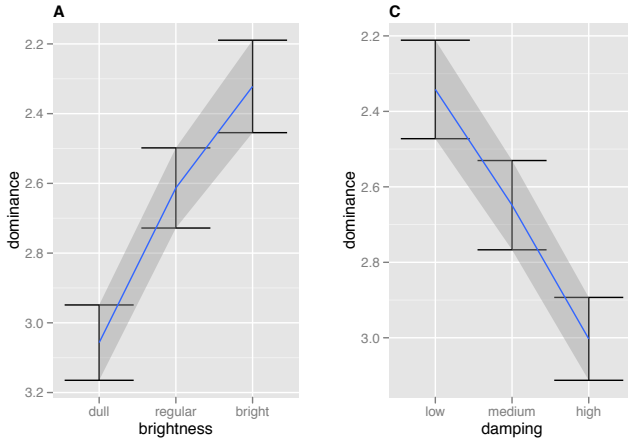 A
dominance
2.2
2.4
2.6
2.8
3.0
3.2
dull regular bright
brightness
C
dominance
2.2
2.4
2.6
2.8
3.0
low medium high
damping